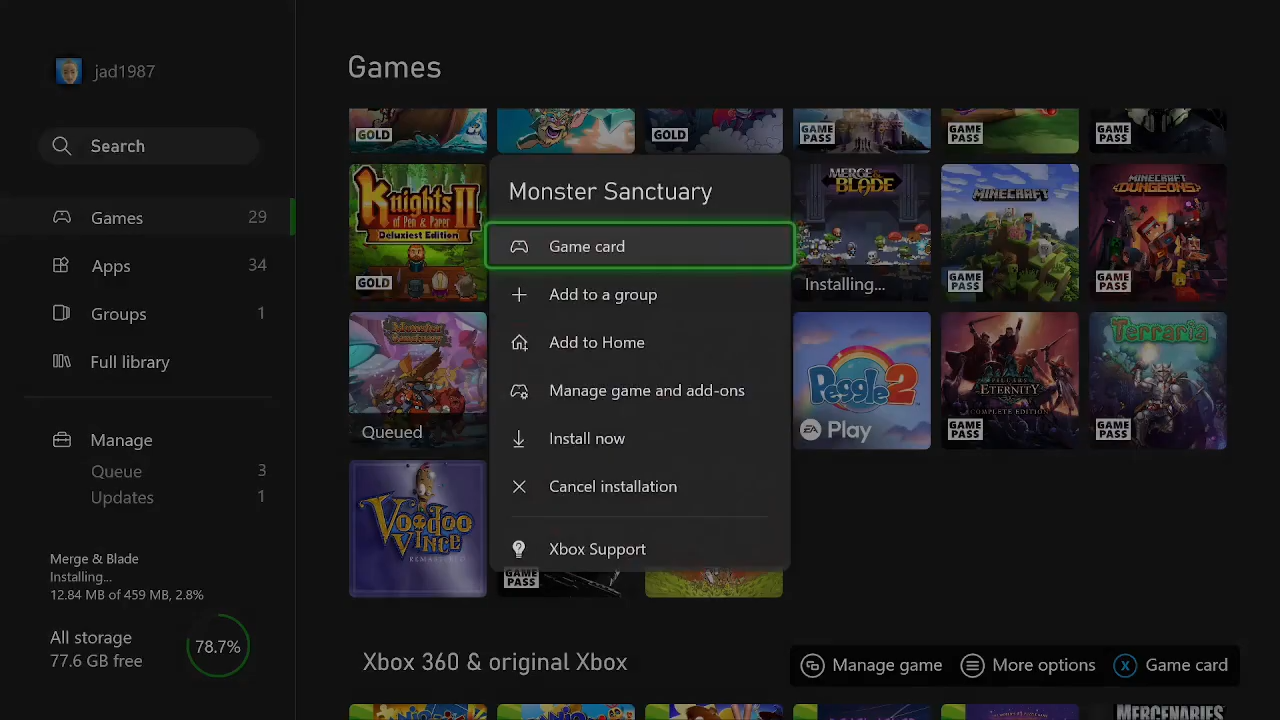 jad1987
Search
Games 29
Apps 34
Groups 1
Full library
Manage
Queue 3
Updates 1
Merge & Blade
Installing...
12.84 MB of 459 MB, 2.8%
All storage
77.6 GB free
78.7%
Games
GOLD
GOLD
GAME PASS
GAME PASS
GAME PASS
Knights II
of Pen & Paper
Deluxiest Edition
GOLD
MERGE & BLADE
Installing...
MINECRAFT
GAME PASS
MINECRAFT
DUNGEONS
GAME PASS
Monster Sanctuary
Game card
Add to a group
Add to Home
Manage game and add-ons
Install now
Cancel installation
Xbox Support
Monster
Sanctuary
Queued
Peggle 2
EA Play
PILLARS
ETERNITY
COMPLETE EDITION
GAME PASS
Terraria
GAME PASS
Voodoo
Vince
REMASTERED
GAME PASS
Xbox 360 & original Xbox
Manage game
More options
X Game card
MERCENARIES